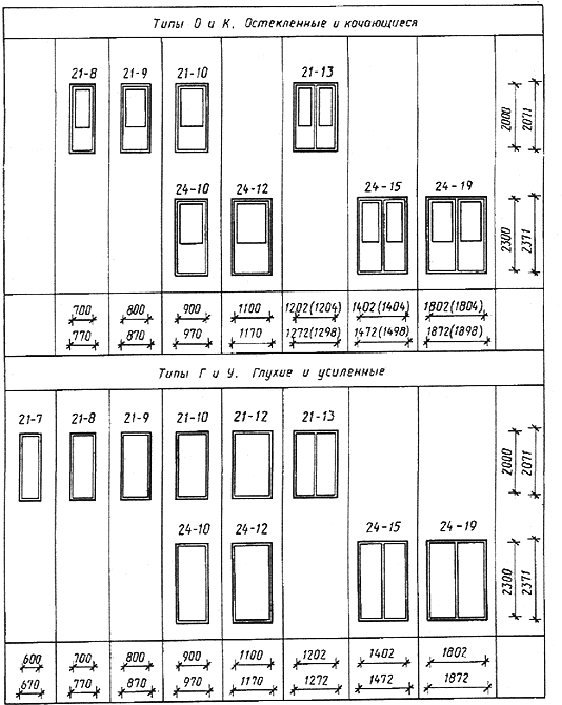 Типы О и К. Остекленные и качающиеся
21-8 21-9 21-10 21-13
2000 2071
24-10 24-12 24-15 24-19
2300 2371
700 800 900 1100 1202(1204) 1402(1404) 1802(1804)
770 870 970 1170 1272(1298) 1472(1498) 1872(1898)
Типы Г и У. Глухие и усиленные
21-7 21-8 21-9 21-10 21-12 21-13
2000 2071
24-10 24-12 24-15 24-19
2300 2371
600 700 800 900 1100 1202 1402 1802
670 770 870 970 1170 1272 1472 1872